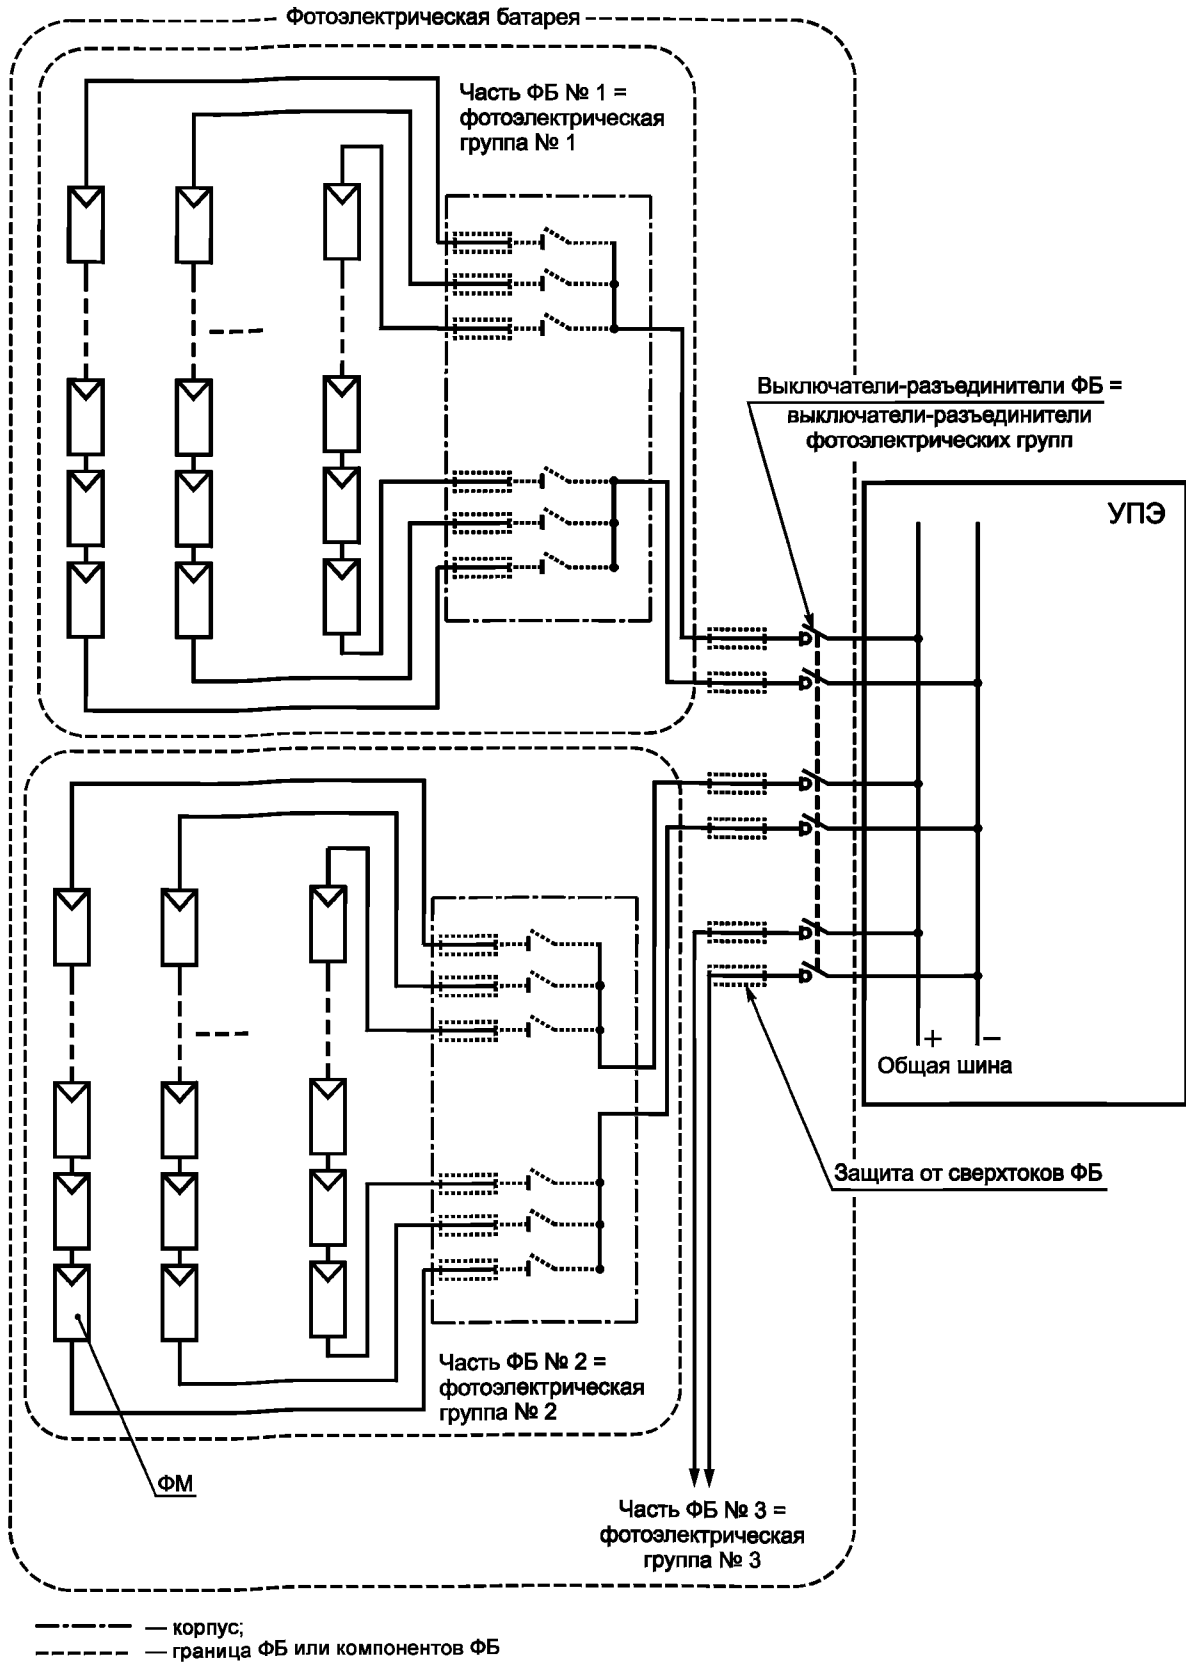 Фотоэлектрическая батарея
Часть ФБ № 1 =
фотоэлектрическая
группа № 1
Выключатели-разъединители ФБ =
выключатели-разъединители
фотоэлектрических групп
УПЭ
+ −
Общая шина
Защита от сверхтоков ФБ
Часть ФБ № 2 =
фотоэлектрическая
группа № 2
ФМ
Часть ФБ № 3 =
фотоэлектрическая
группа № 3
— корпус;
— граница ФБ или компонентов ФБ